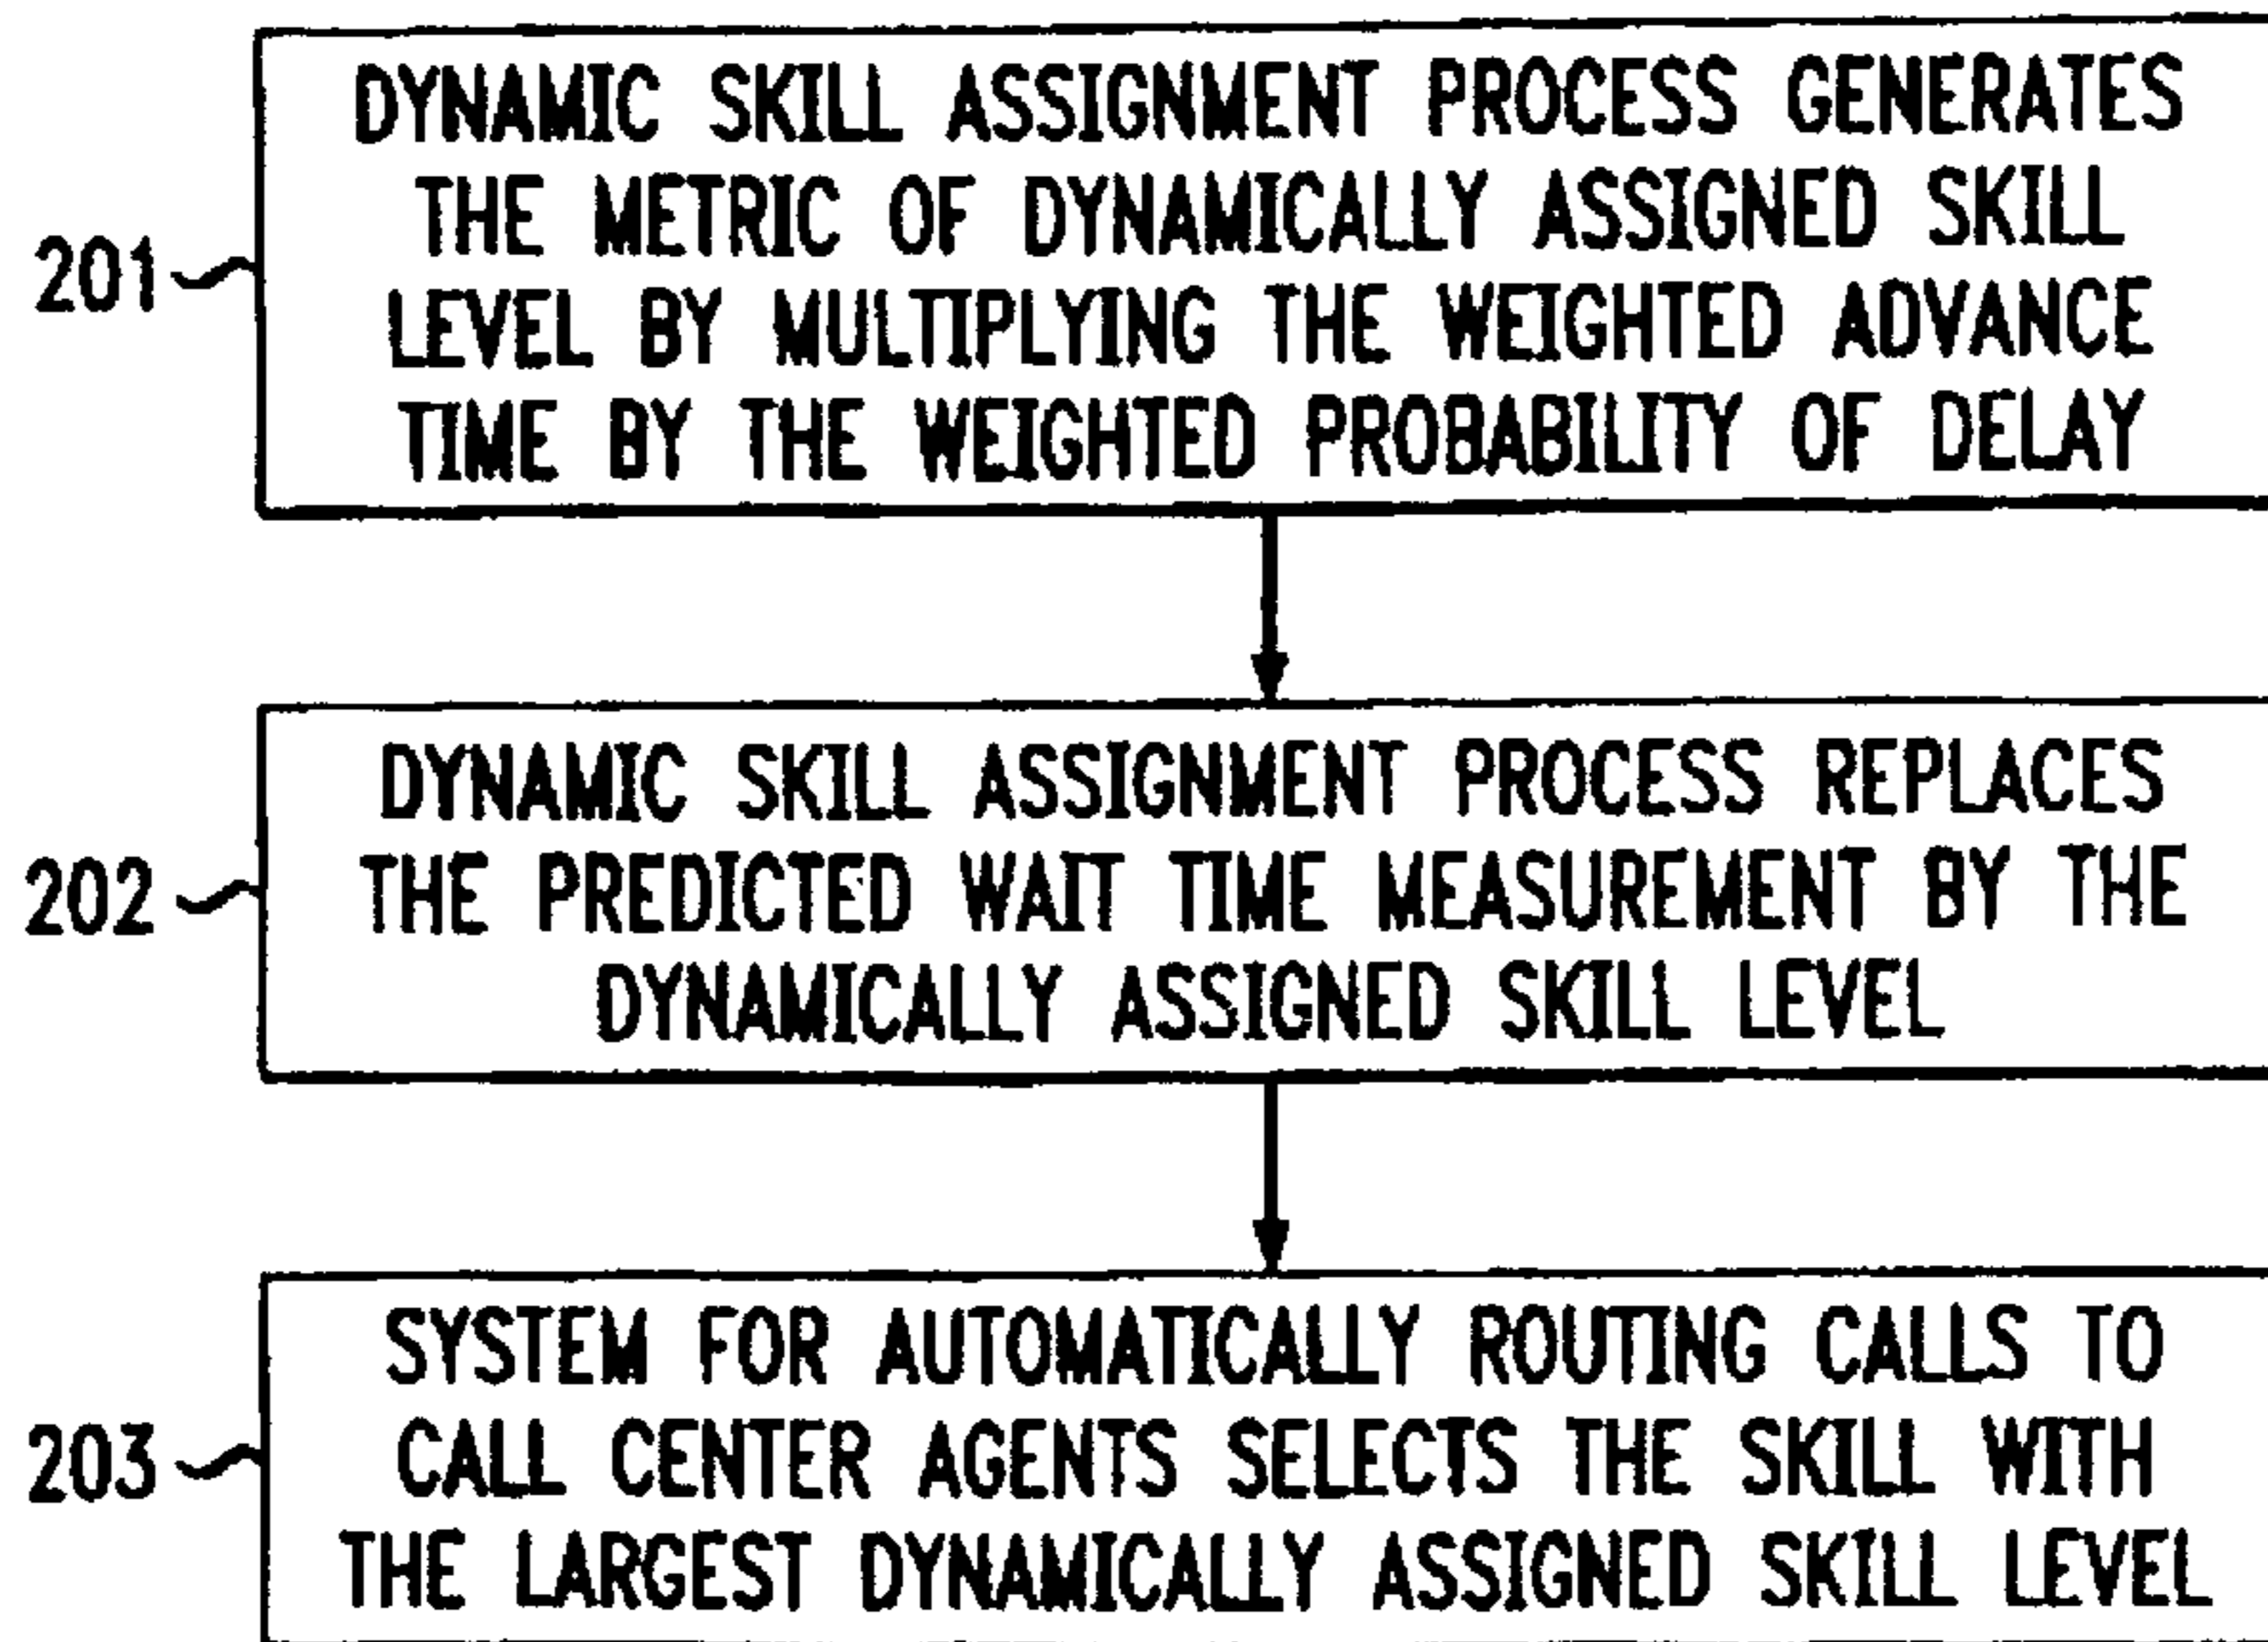 DYNAMIC SKILL ASSIGNMENT PROCESS GENERATES
THE METRIC OF DYNAMICALLY ASSIGNED SKILL
LEVEL BY MULTIPLYING THE WEIGHTED ADVANCE
TIME BY THE WEIGHTED PROBABILITY OF DELAY
201
DYNAMIC SKILL ASSIGNMENT PROCESS REPLACES
THE PREDICTED WAIT TIME MEASUREMENT BY THE
DYNAMICALLY ASSIGNED SKILL LEVEL
202
SYSTEM FOR AUTOMATICALLY ROUTING CALLS TO
CALL CENTER AGENTS SELECTS THE SKILL WITH
THE LARGEST DYNAMICALLY ASSIGNED SKILL LEVEL
203